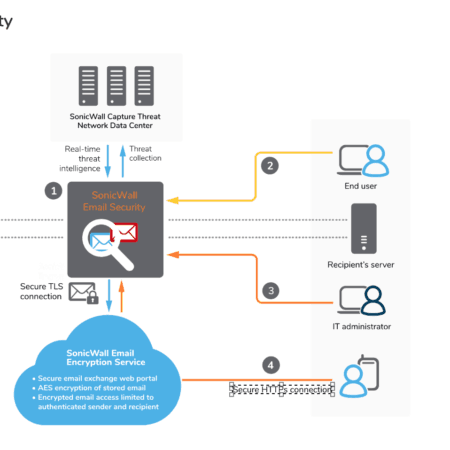 ty
SonicWall Capture Threat
Network Data Center
Real-time
threat
intelligence
Threat
collection
1
SonicWall
Email Security
2
End user
Recipient's server
3
IT administrator
Secure TLS
connection
SonicWall Email
Encryption Service
• Secure email exchange web portal
• AES encryption of stored email
• Encrypted email access limited to
authenticated sender and recipient
4
Secure HTTPs connection